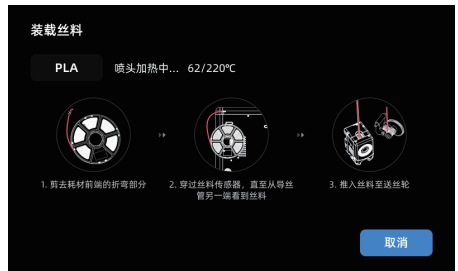 装载丝料
PLA 喷头加热中... 62/220℃
1. 剪去耗材前端的折弯部分
2. 穿过丝料传感器，直至从导丝
管另一端看到丝料
3. 推入丝料至送丝轮
取消